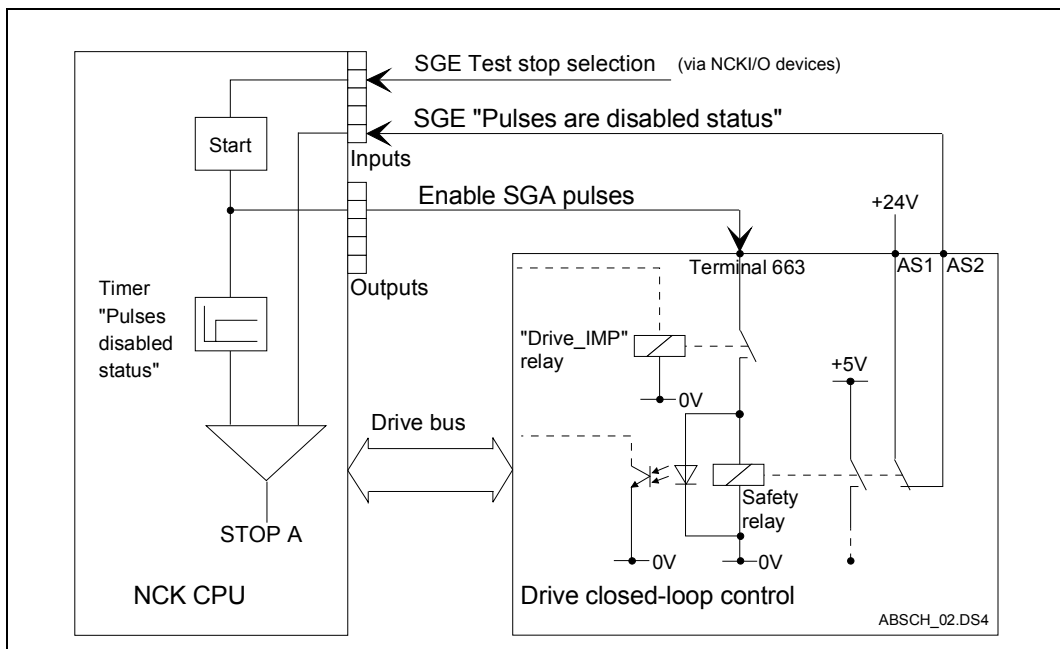 SGE Test stop selection (via NCKI/O devices)
SGE "Pulses are disabled status"
Start
Inputs
Enable SGA pulses
+24V
Terminal 663
AS1 AS2
Outputs
Timer
"Pulses
disabled
status"
"Drive_IMP"
relay
+5V
0V
Drive bus
Safety
relay
STOP A
0V
0V
NCK CPU
Drive closed-loop control
ABSCH_02.DS4